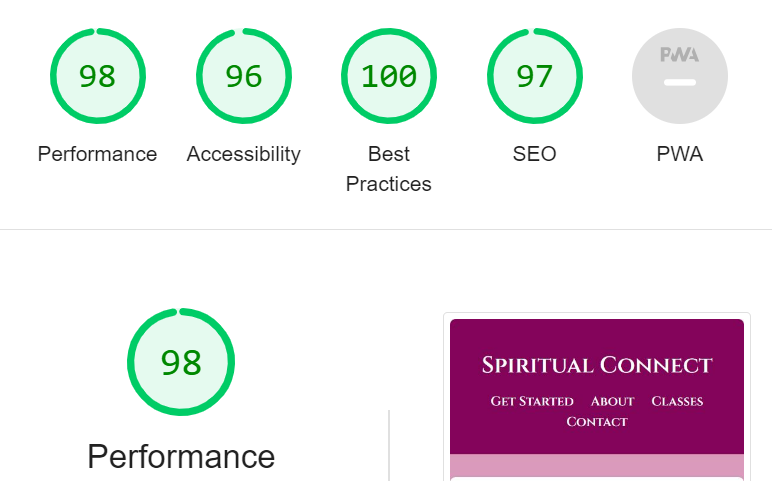 98 96 100 97 PWA
Performance Accessibility Best Practices SEO PWA
98
Performance
Spiritual Connect
Get Started About Classes
Contact